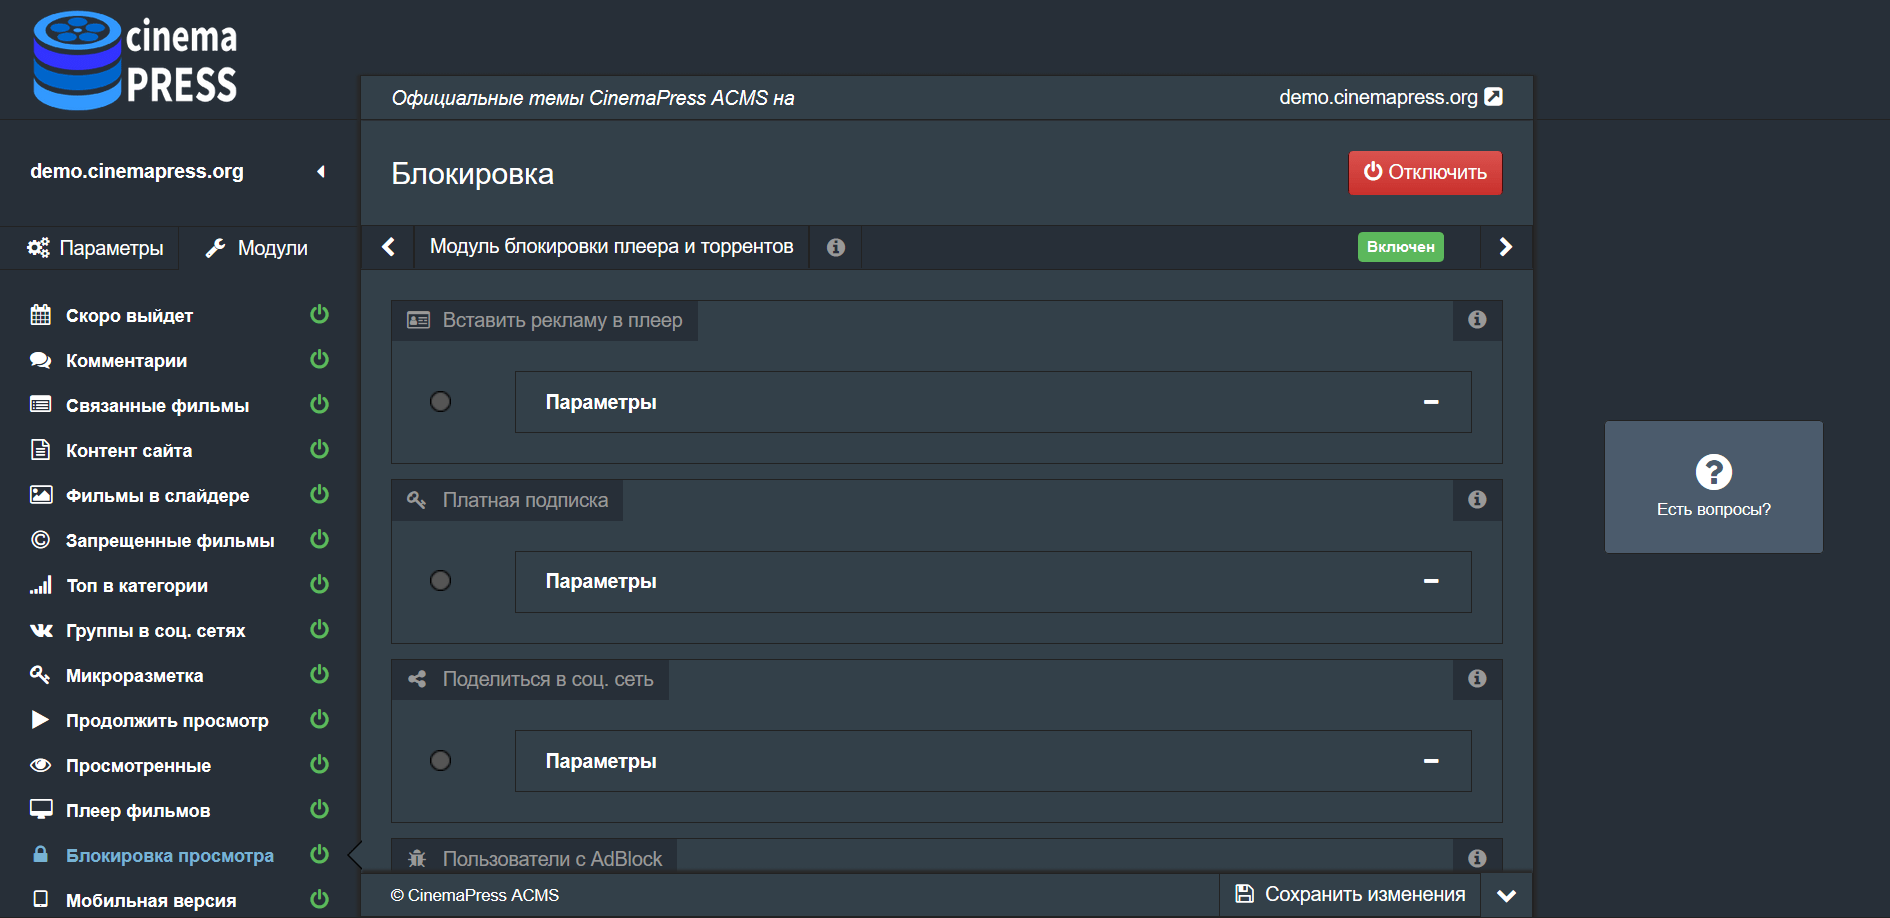 cinema
PRESS
Официальные темы CinemaPress ACMS на
demo.cinemapress.org
demo.cinemapress.org
Блокировка
Отключить
Параметры
Модули
Модуль блокировки плеера и торрентов
Включен
Скоро выйдет
Комментарии
Связанные фильмы
Контент сайта
Фильмы в слайдере
Запрещенные фильмы
Топ в категории
Группы в соц. сетях
Микроразметка
Продолжить просмотр
Просмотренные
Плеер фильмов
Блокировка просмотра
Мобильная версия
Вставить рекламу в плеер
Параметры
Платная подписка
Параметры
Поделиться в соц. сеть
Параметры
Пользователи с AdBlock
© CinemaPress ACMS
Сохранить изменения
Есть вопросы?